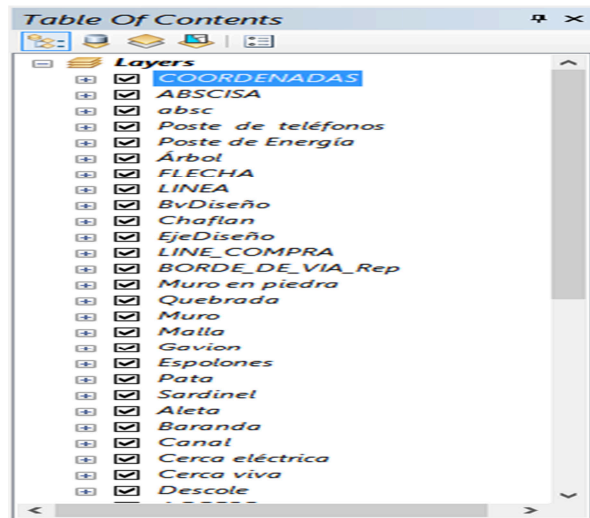 Table Of Contents
Layers
COORDENADAS
ABSCISA
absc
Poste de teléfonos
Poste de Energía
Árbol
FLECHA
LINEA
BvDiseño
Chaflan
EjeDiseño
LINE_COMPRA
BORDE_DE_VIA_Rep
Muro en piedra
Quebrada
Muro
Malla
Gavion
Espolones
Pata
Sardinel
Aleta
Baranda
Canal
Cerca eléctrica
Cerca viva
Descole